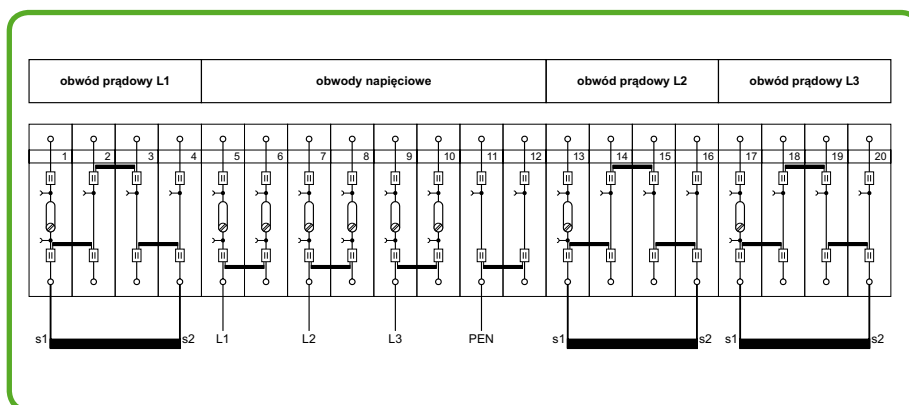 obwód prądowy L1 obwody napięciowe obwód prądowy L2 obwód prądowy L3
1 2 3 4 5 6 7 8 9 10 11 12 13 14 15 16 17 18 19 20
s1 s2 L1 L2 L3 PEN s1 s2 s1 s2